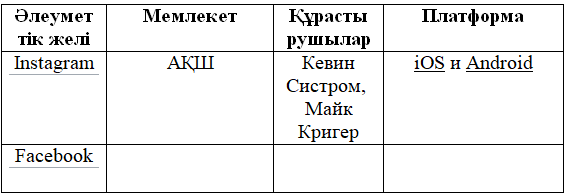 Әлеумет Мемлекет Құрасты Платформа
тік желі рушылар
Instagram АҚШ Кевин iOS и Android
Систром,
Майк
Кригер
Facebook